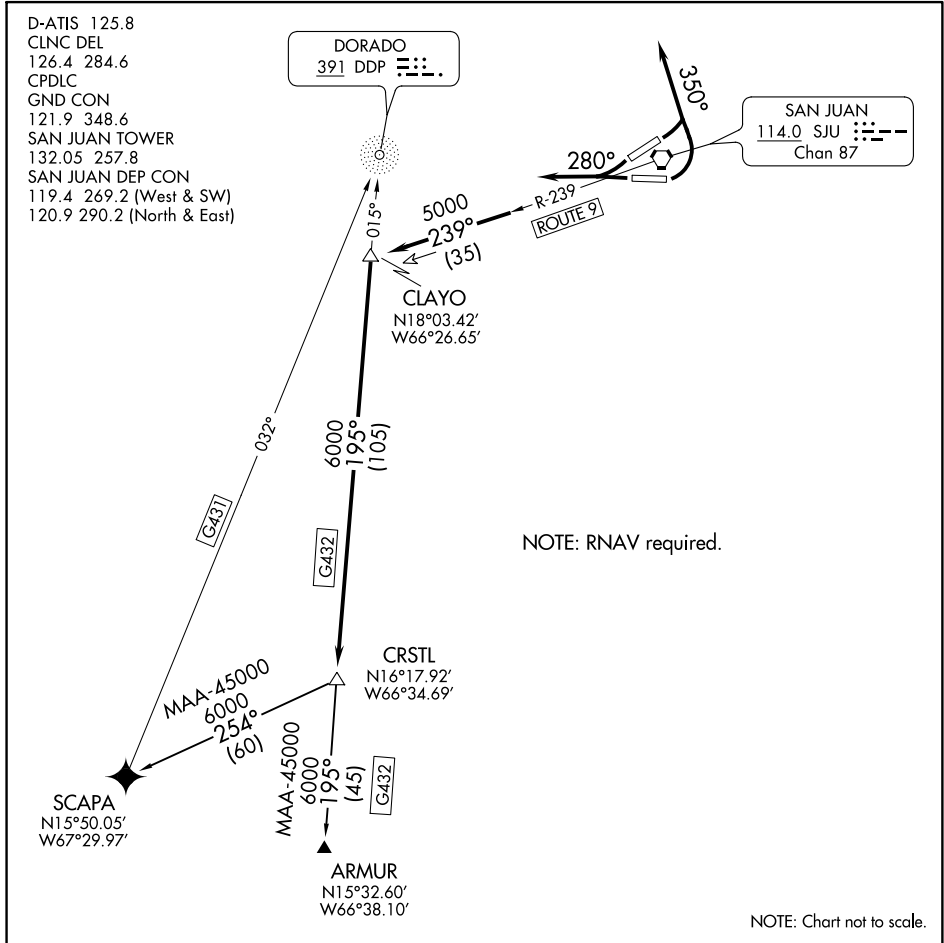 D-ATIS 125.8
CLNC DEL
126.4 284.6
CPDLC
GND CON
121.9 348.6
SAN JUAN TOWER
132.05 257.8
SAN JUAN DEP CON
119.4 269.2 (West & SW)
120.9 290.2 (North & East)
DORADO
391 DDP
350°
SAN JUAN
114.0 SJU
Chan 87
280°
R-239
ROUTE 9
5000
239°
(35)
015°
CLAYO
N18°03.42'
W66°26.65'
032°
G431
6000
195°
(105)
G432
NOTE: RNAV required.
CRSTL
N16°17.92'
W66°34.69'
MAA-45000
6000
254°
(60)
MAA-45000
6000
195°
(45)
G432
SCAPA
N15°50.05'
W67°29.97'
ARMUR
N15°32.60'
W66°38.10'
NOTE: Chart not to scale.